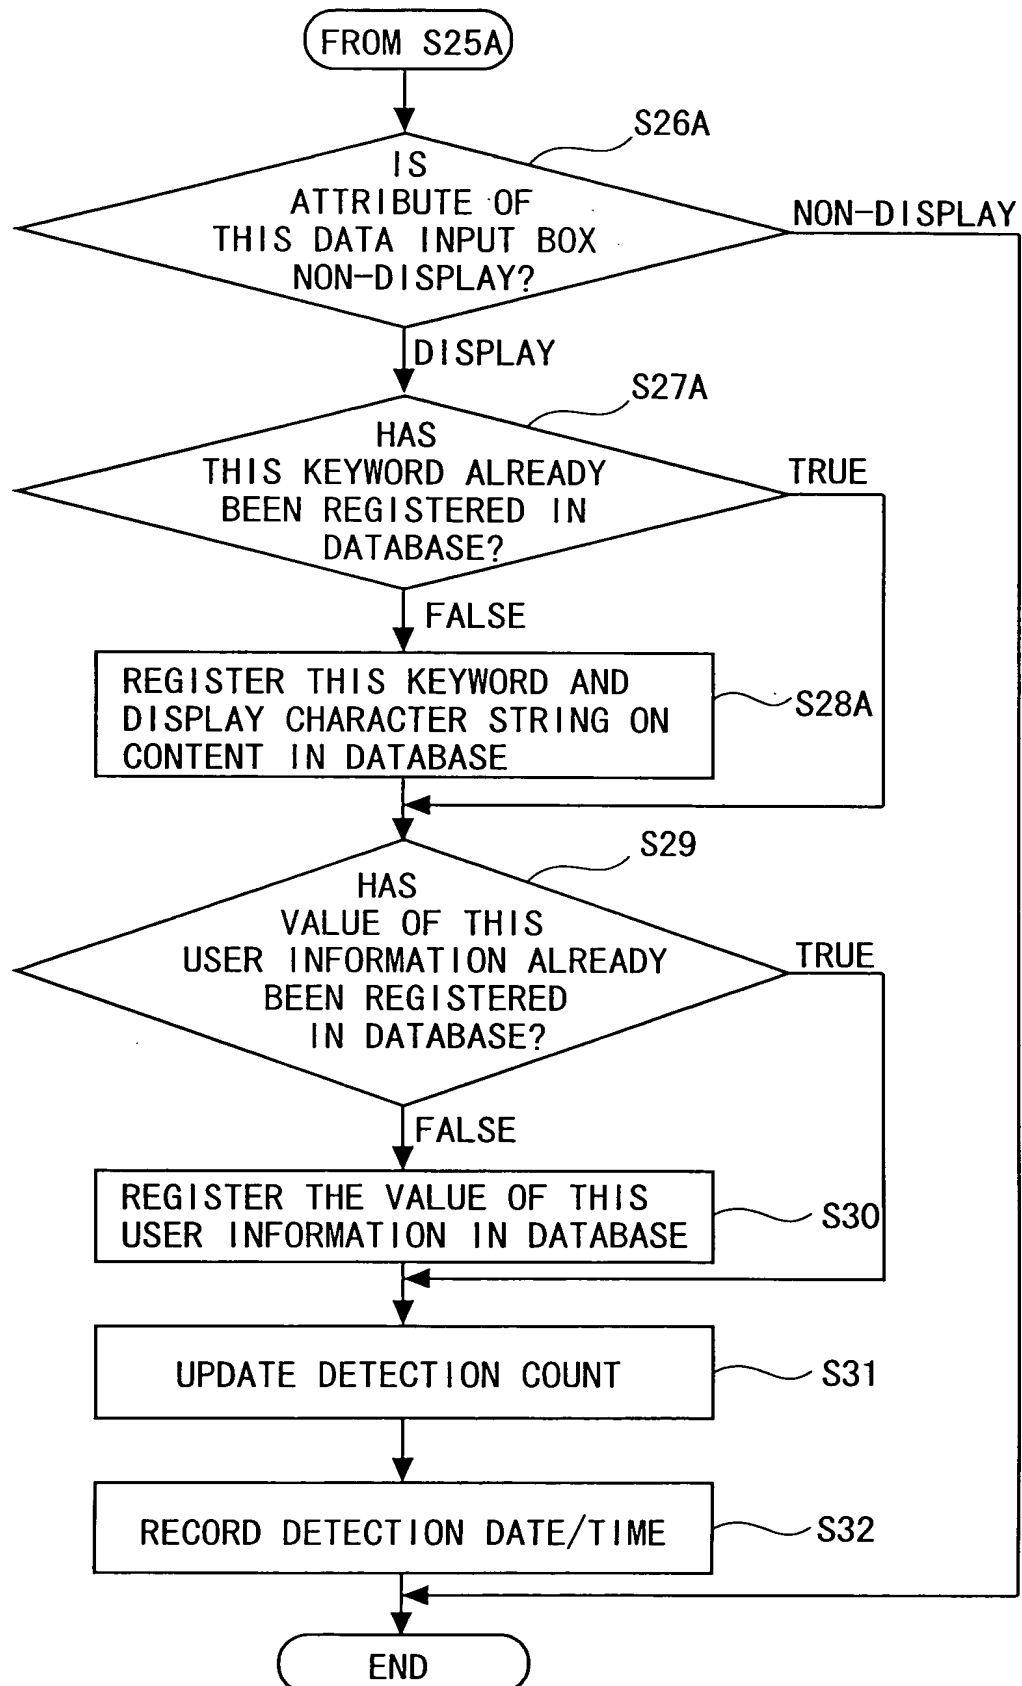 FROM S25A
S26A
IS
ATTRIBUTE OF
THIS DATA INPUT BOX
NON-DISPLAY?
NON-DISPLAY
DISPLAY
S27A
HAS
THIS KEYWORD ALREADY
BEEN REGISTERED IN
DATABASE?
TRUE
FALSE
REGISTER THIS KEYWORD AND
DISPLAY CHARACTER STRING ON
CONTENT IN DATABASE
S28A
S29
HAS
VALUE OF THIS
USER INFORMATION ALREADY
BEEN REGISTERED
IN DATABASE?
TRUE
FALSE
REGISTER THE VALUE OF THIS
USER INFORMATION IN DATABASE
S30
UPDATE DETECTION COUNT
S31
RECORD DETECTION DATE/TIME
S32
END